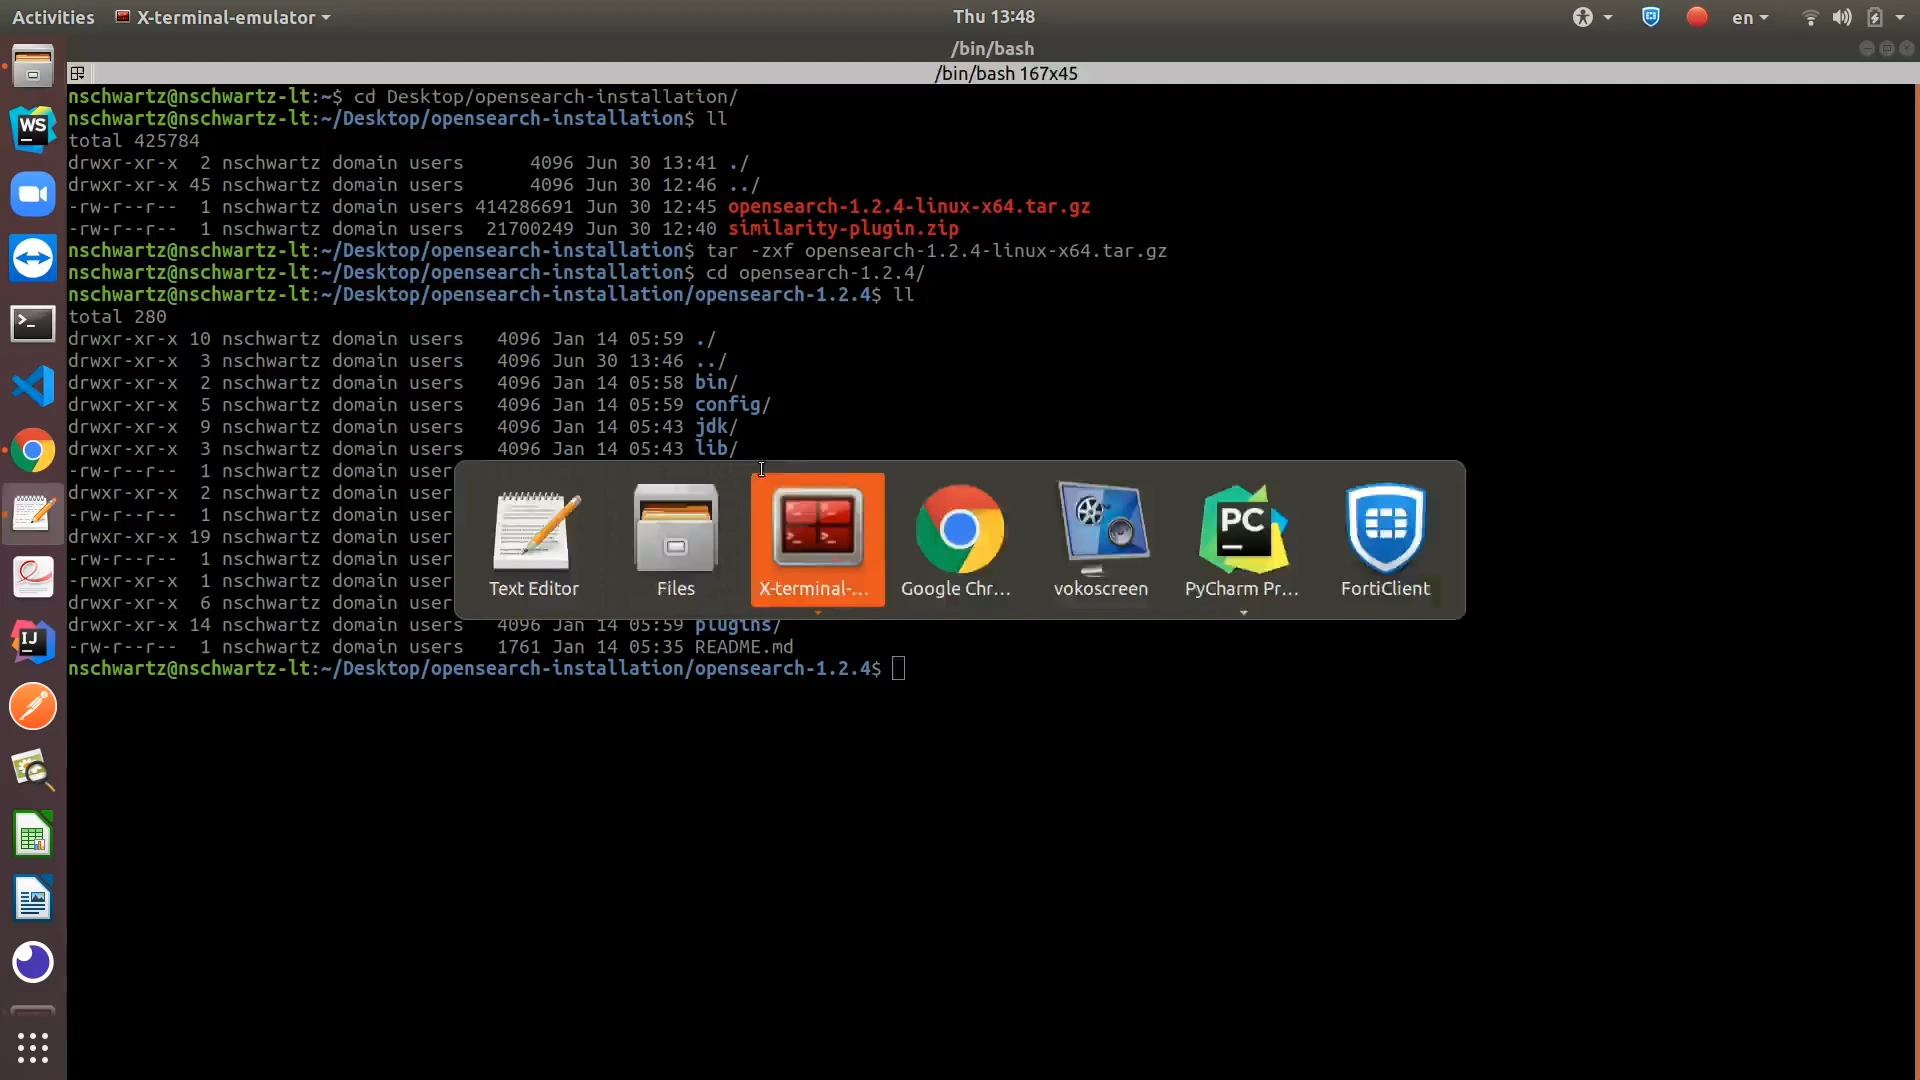 Activities X-terminal-emulator Thu 13:48 en
/bin/bash
/bin/bash 167x45
nschwartz@nschwartz-lt:~$ cd Desktop/opensearch-installation/
nschwartz@nschwartz-lt:~/Desktop/opensearch-installation$ ll
total 425784
drwxr-xr-x 2 nschwartz domain users 4096 Jun 30 13:41 ./
drwxr-xr-x 45 nschwartz domain users 4096 Jun 30 12:46 ../
-rw-r--r-- 1 nschwartz domain users 414286691 Jun 30 12:45 opensearch-1.2.4-linux-x64.tar.gz
-rw-r--r-- 1 nschwartz domain users 21700249 Jun 30 12:40 similarity-plugin.zip
nschwartz@nschwartz-lt:~/Desktop/opensearch-installation$ tar -zxf opensearch-1.2.4-linux-x64.tar.gz
nschwartz@nschwartz-lt:~/Desktop/opensearch-installation$ cd opensearch-1.2.4/
nschwartz@nschwartz-lt:~/Desktop/opensearch-installation/opensearch-1.2.4$ ll
total 280
drwxr-xr-x 10 nschwartz domain users 4096 Jan 14 05:59 ./
drwxr-xr-x 3 nschwartz domain users 4096 Jun 30 13:46 ../
drwxr-xr-x 2 nschwartz domain users 4096 Jan 14 05:58 bin/
drwxr-xr-x 5 nschwartz domain users 4096 Jan 14 05:59 config/
drwxr-xr-x 9 nschwartz domain users 4096 Jan 14 05:43 jdk/
drwxr-xr-x 3 nschwartz domain users 4096 Jan 14 05:43 lib/
-rw-r--r-- 1 nschwartz domain user
drwxr-xr-x 2 nschwartz domain user
-rw-r--r-- 1 nschwartz domain user
drwxr-xr-x 19 nschwartz domain user
-rw-r--r-- 1 nschwartz domain user
-rwxr-xr-x 1 nschwartz domain user
drwxr-xr-x 6 nschwartz domain user
drwxr-xr-x 14 nschwartz domain users 4096 Jan 14 05:59 plugins/
-rw-r--r-- 1 nschwartz domain users 1761 Jan 14 05:35 README.md
nschwartz@nschwartz-lt:~/Desktop/opensearch-installation/opensearch-1.2.4$
Text Editor
Files
X-terminal-...
Google Chr...
vokoscreen
PyCharm Pr...
FortiClient
WS
PC
IJ